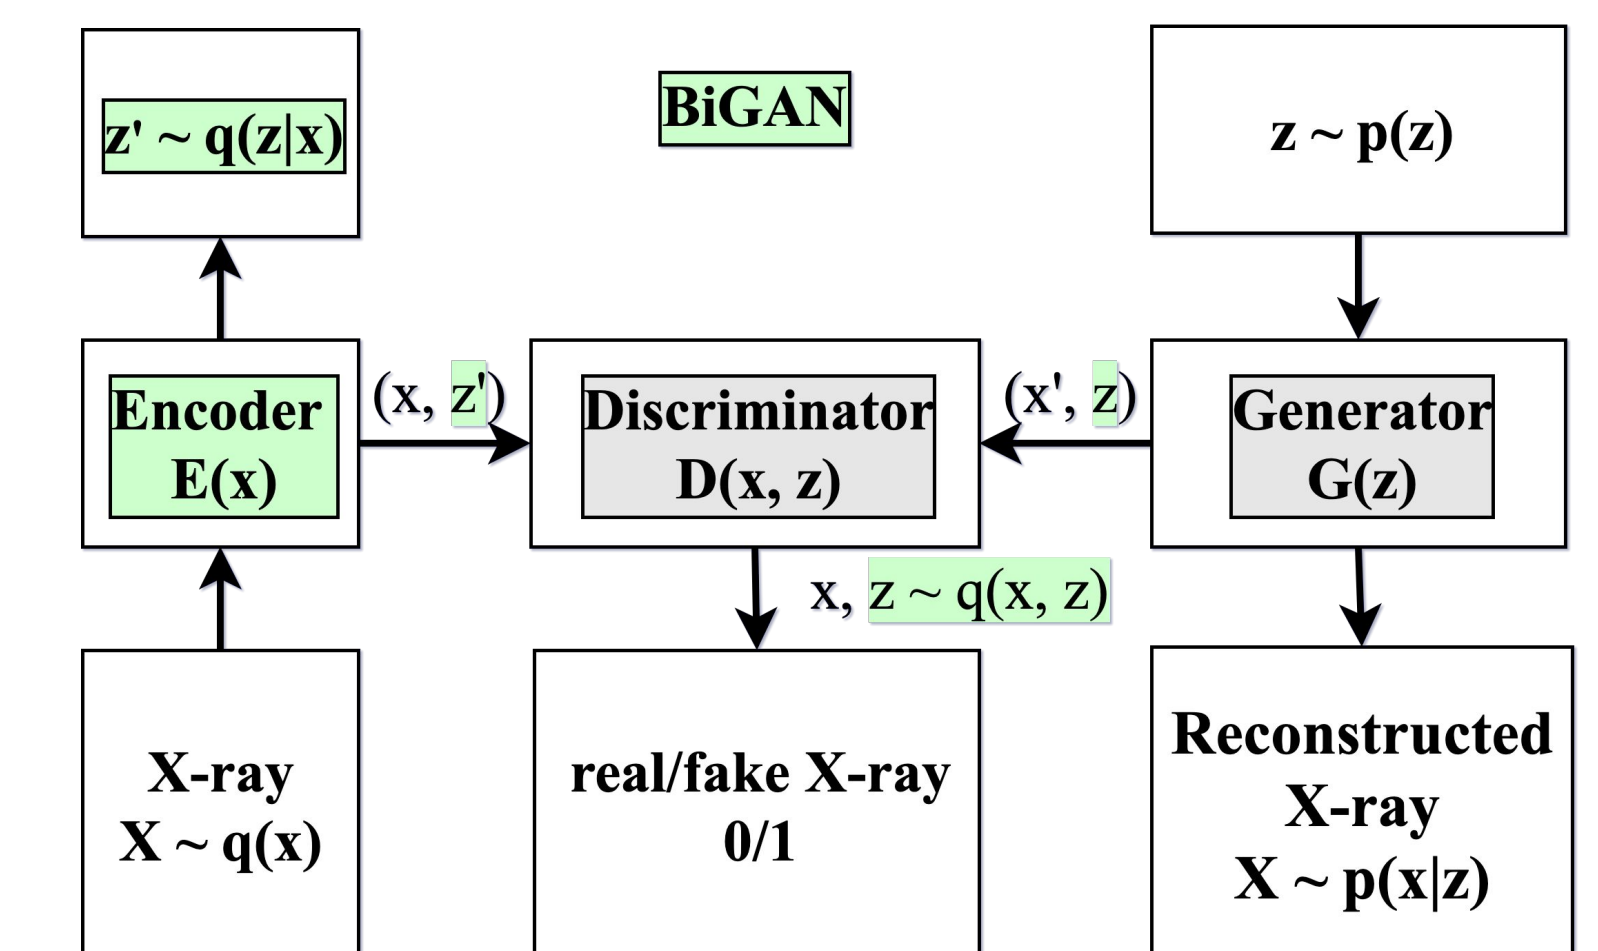 z' ~ q(z|x)
BiGAN
z ~ p(z)
Encoder
E(x)
(x, z')
Discriminator
D(x, z)
(x', z)
Generator
G(z)
x, z ~ q(x, z)
X-ray
X ~ q(x)
real/fake X-ray
0/1
Reconstructed
X-ray
X ~ p(x|z)